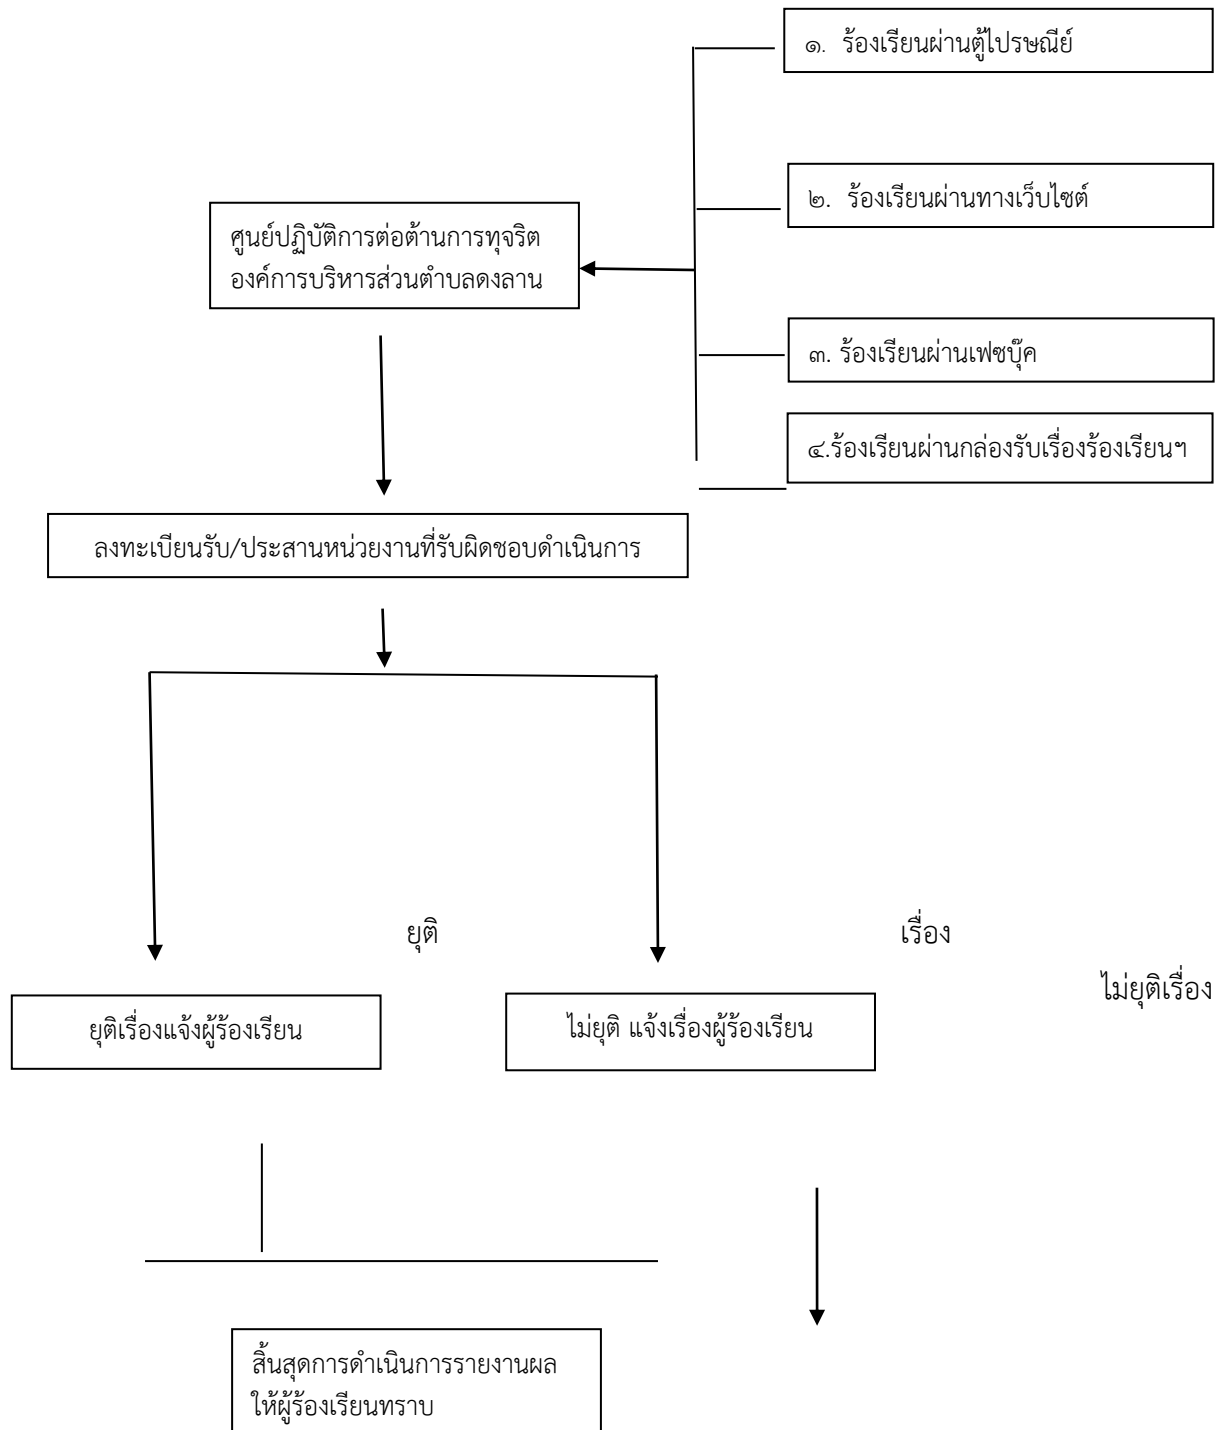 ๑. ร้องเรียนผ่านตู้ไปรษณีย์
๒. ร้องเรียนผ่านทางเว็บไซต์
ศูนย์ปฏิบัติการต่อต้านการทุจริต
องค์การบริหารส่วนตำบลดงลาน
๓. ร้องเรียนผ่านเฟซบุ๊ค
๔.ร้องเรียนผ่านกล่องรับเรื่องร้องเรียนฯ
ลงทะเบียนรับ/ประสานหน่วยงานที่รับผิดชอบดำเนินการ
ยุติ เรื่อง
ไม่ยุติเรื่อง
ยุติเรื่องแจ้งผู้ร้องเรียน
ไม่ยุติ แจ้งเรื่องผู้ร้องเรียน
สิ้นสุดการดำเนินการรายงานผล
ให้ผู้ร้องเรียนทราบ